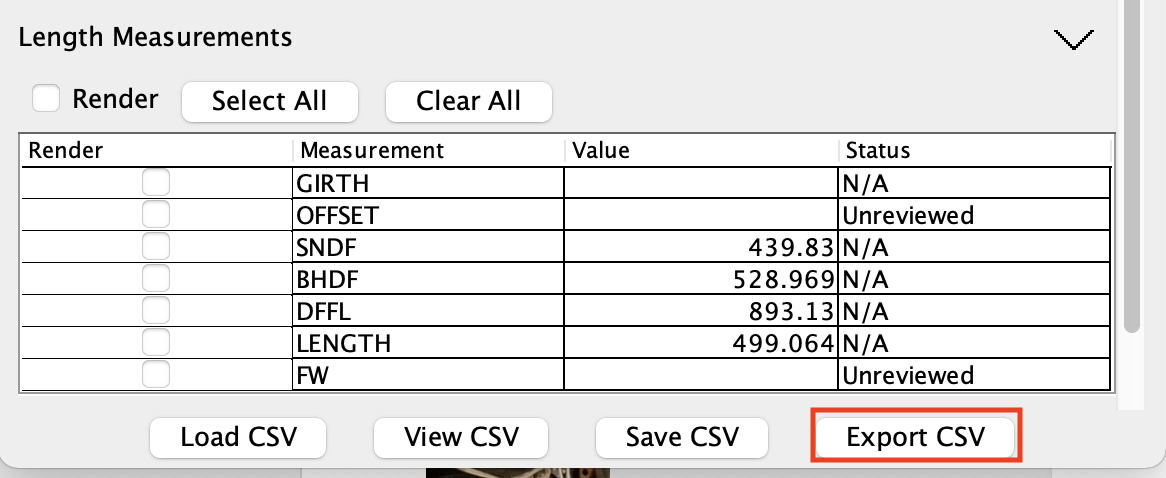 Length Measurements
Render Select All Clear All
Render Measurement Value Status
GIRTH N/A
OFFSET Unreviewed
SNDF 439.83 N/A
BHDF 528.969 N/A
DFFL 893.13 N/A
LENGTH 499.064 N/A
FW Unreviewed
Load CSV View CSV Save CSV Export CSV